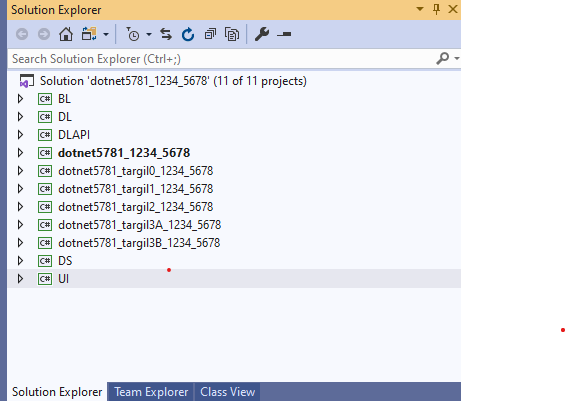 Solution Explorer
Search Solution Explorer (Ctrl+;)
Solution 'dotnet5781_1234_5678' (11 of 11 projects)
C# BL
C# DL
C# DLAPI
C# dotnet5781_1234_5678
C# dotnet5781_targil0_1234_5678
C# dotnet5781_targil1_1234_5678
C# dotnet5781_targil2_1234_5678
C# dotnet5781_targil3A_1234_5678
C# dotnet5781_targil3B_1234_5678
C# DS
C# UI
Solution Explorer Team Explorer Class View